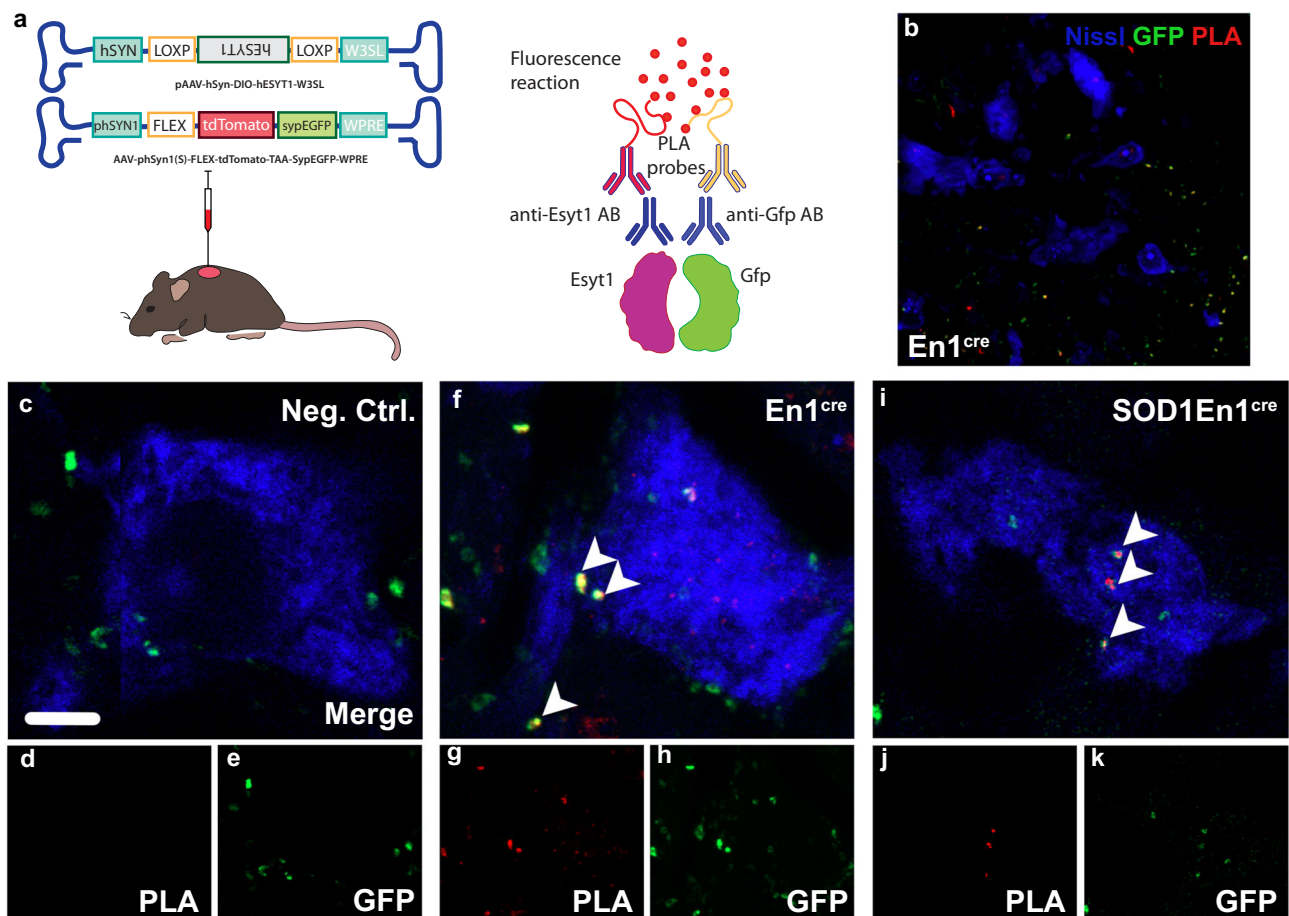 a
hSYN LOXP hESYT1 LOXP W3SL
pAAV-hSyn-DIO-hESYT1-W3SL
phSYN1 FLEX tdTomato sypEGFP WPRE
AAV-phSyn1(S)-FLEX-tdTomato-TAA-SypEGFP-WPRE
Fluorescence
reaction
PLA
probes
anti-Esyt1 AB
anti-Gfp AB
Esyt1
Gfp
b
Nissl GFP PLA
En1cre
c
Neg. Ctrl.
Merge
f
En1cre
i
SOD1En1cre
d
PLA
e
GFP
g
PLA
h
GFP
j
PLA
k
GFP